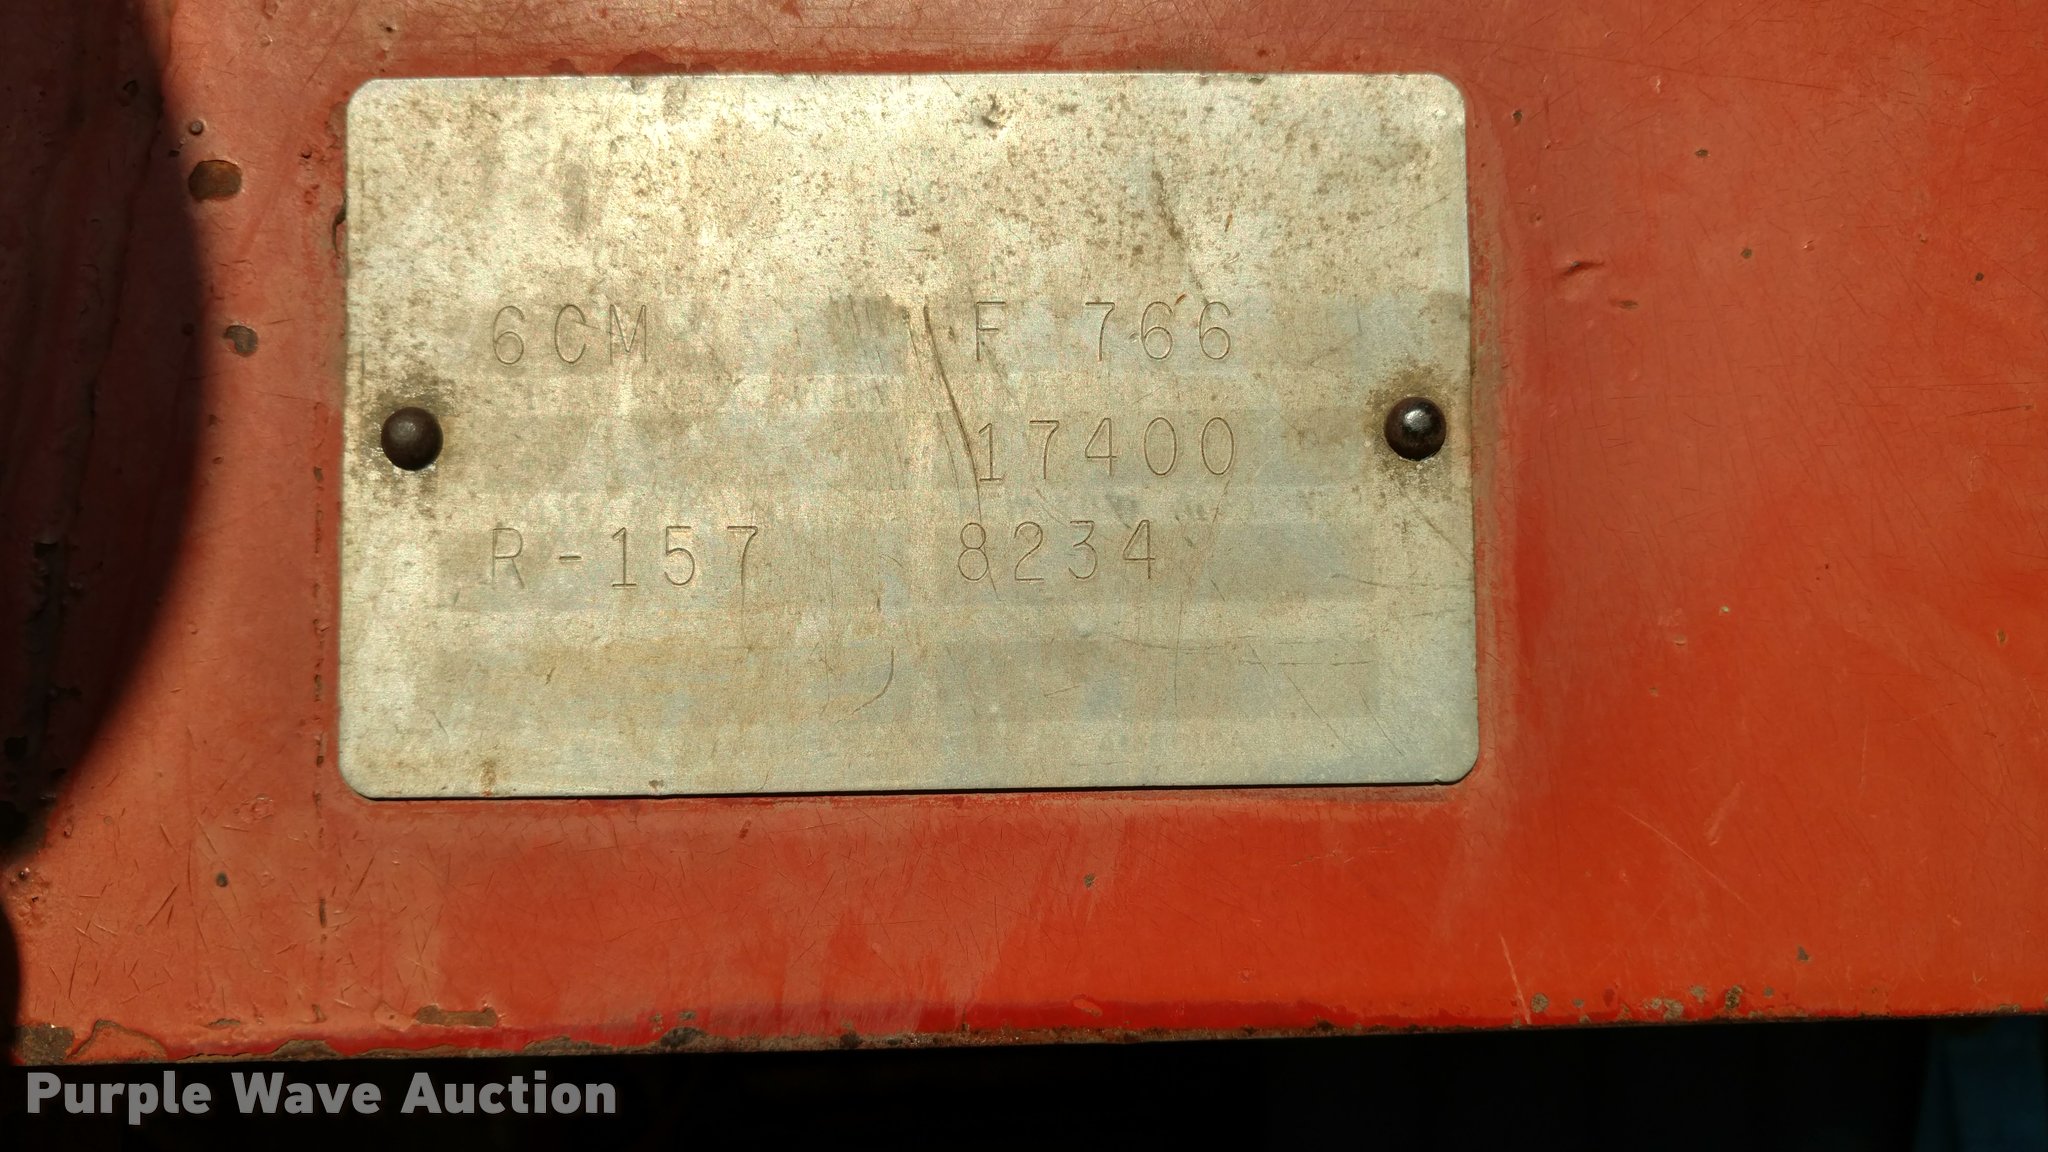 6CM F 766
17400
R-157 8234
Purple Wave Auction